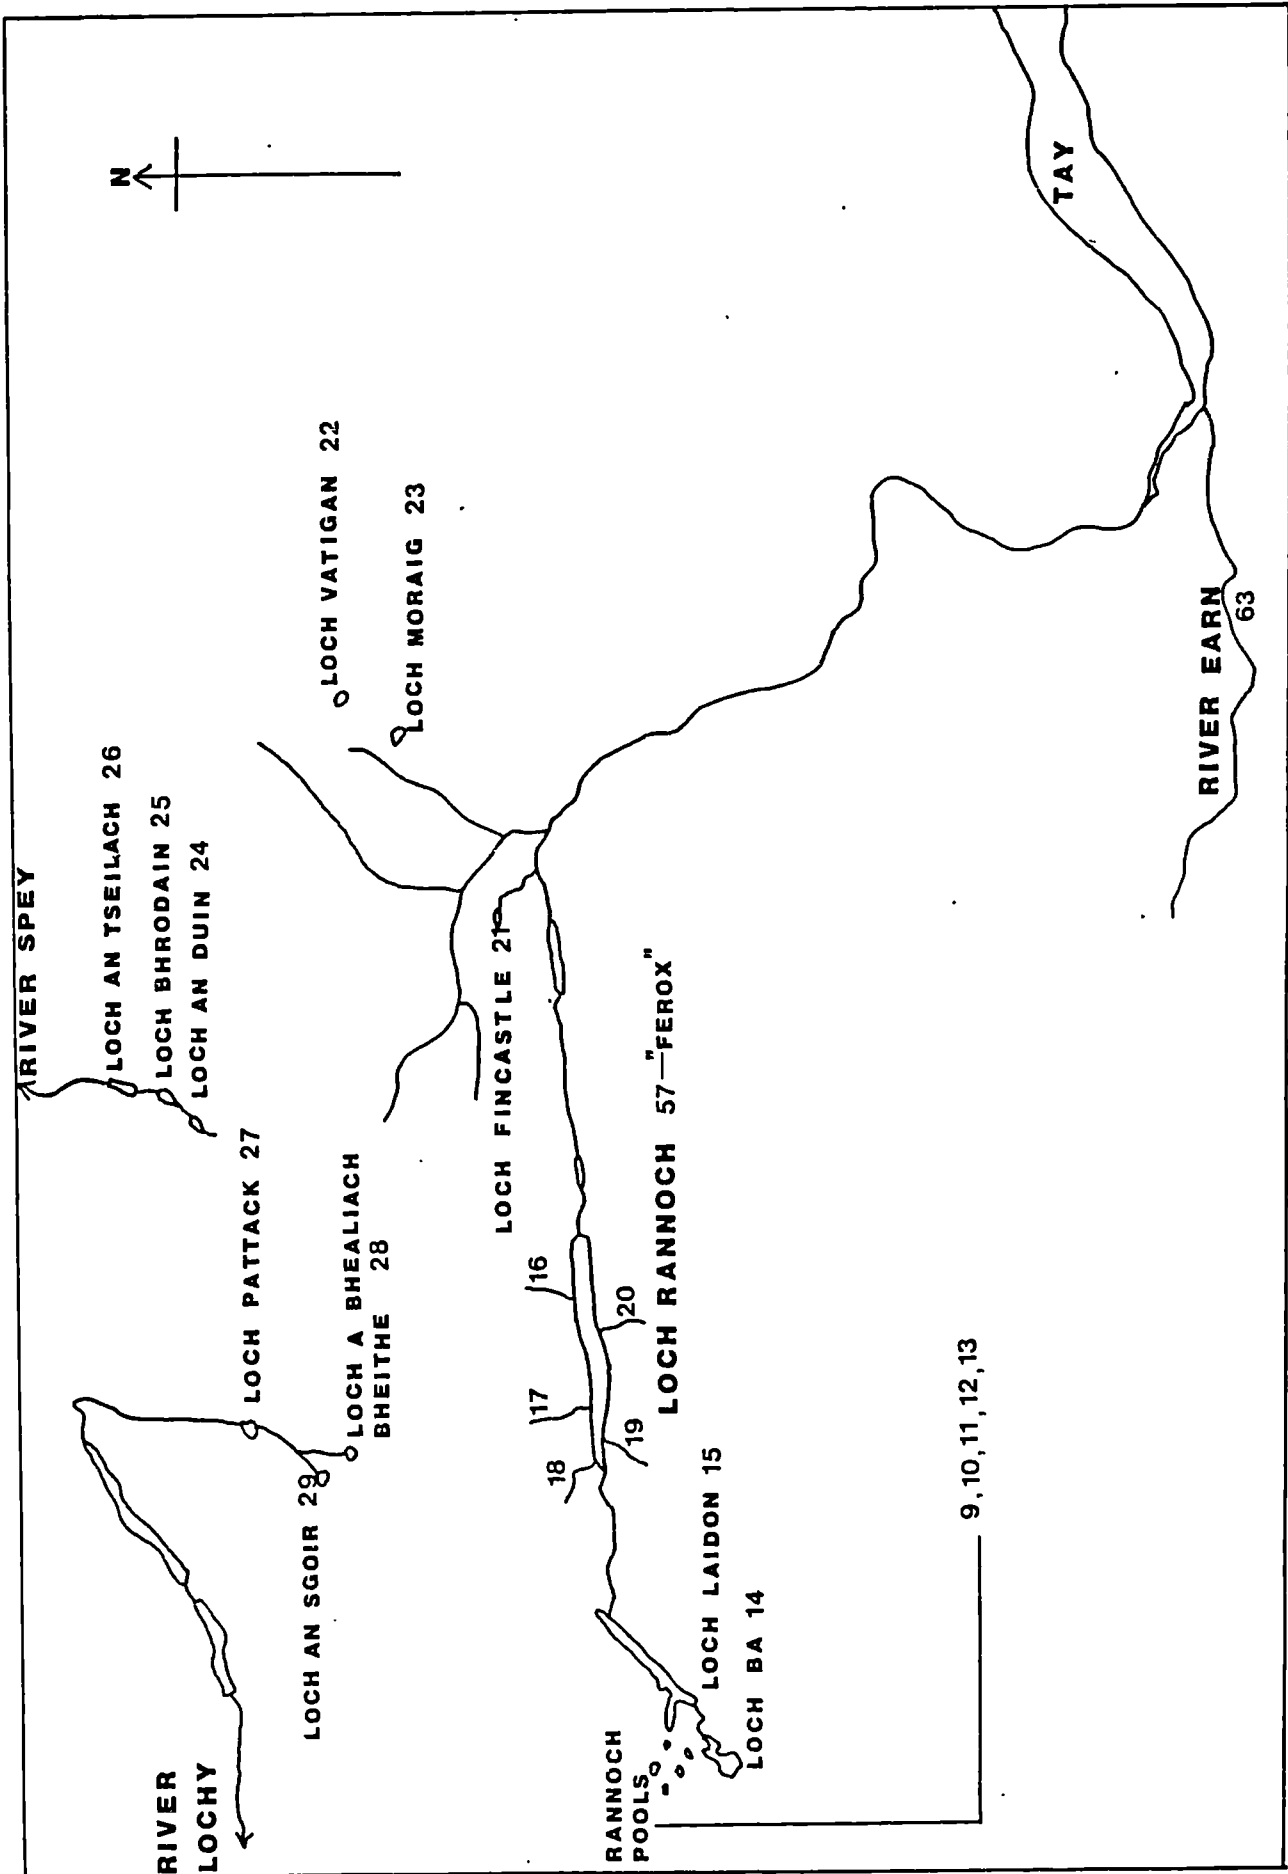 N
RIVER SPEY
LOCH AN TSEILACH 26
LOCH BHRODAIN 25
LOCH AN DUIN 24
LOCH PATTACK 27
LOCH A BHEALIACH
BHEITHE 28
LOCH AN SGOIR 29
RIVER
LOCHY
LOCH VATIGAN 22
LOCH MORAIG 23
LOCH FINCASTLE 21
16
17
18
19
20
LOCH RANNOCH 57—"FEROX"
LOCH LAIDON 15
LOCH BA 14
RANNOCH
POOLS
9,10,11,12,13
TAY
RIVER EARN
63